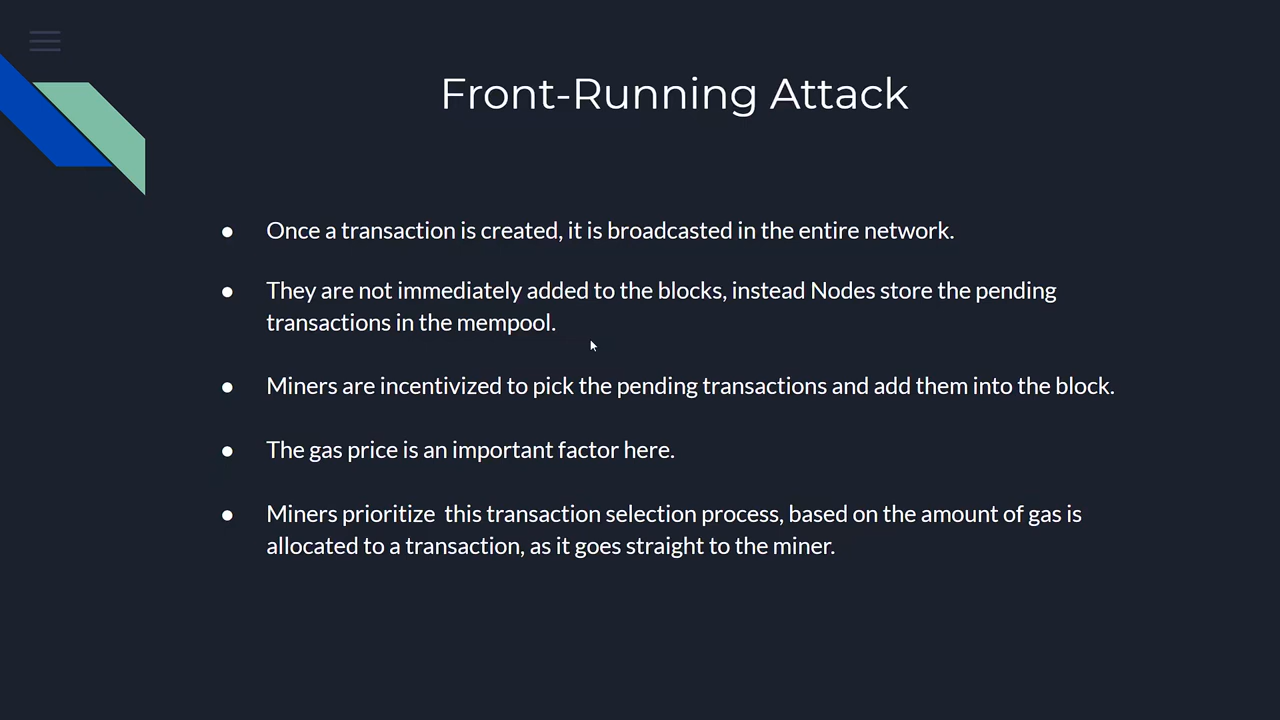 Front-Running Attack
● Once a transaction is created, it is broadcasted in the entire network.
● They are not immediately added to the blocks, instead Nodes store the pending
transactions in the mempool.
● Miners are incentivized to pick the pending transactions and add them into the block.
● The gas price is an important factor here.
● Miners prioritize  this transaction selection process, based on the amount of gas is
allocated to a transaction, as it goes straight to the miner.